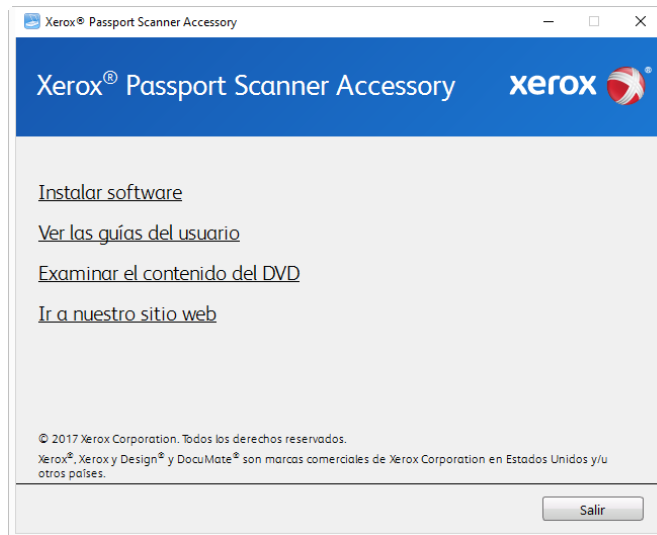 Xerox® Passport Scanner Accessory
Xerox® Passport Scanner Accessory
xerox®
Instalar software
Ver las guías del usuario
Examinar el contenido del DVD
Ir a nuestro sitio web
© 2017 Xerox Corporation. Todos los derechos reservados.
Xerox®, Xerox y Design® y DocuMate® son marcas comerciales de Xerox Corporation en Estados Unidos y/u
otros países.
Salir